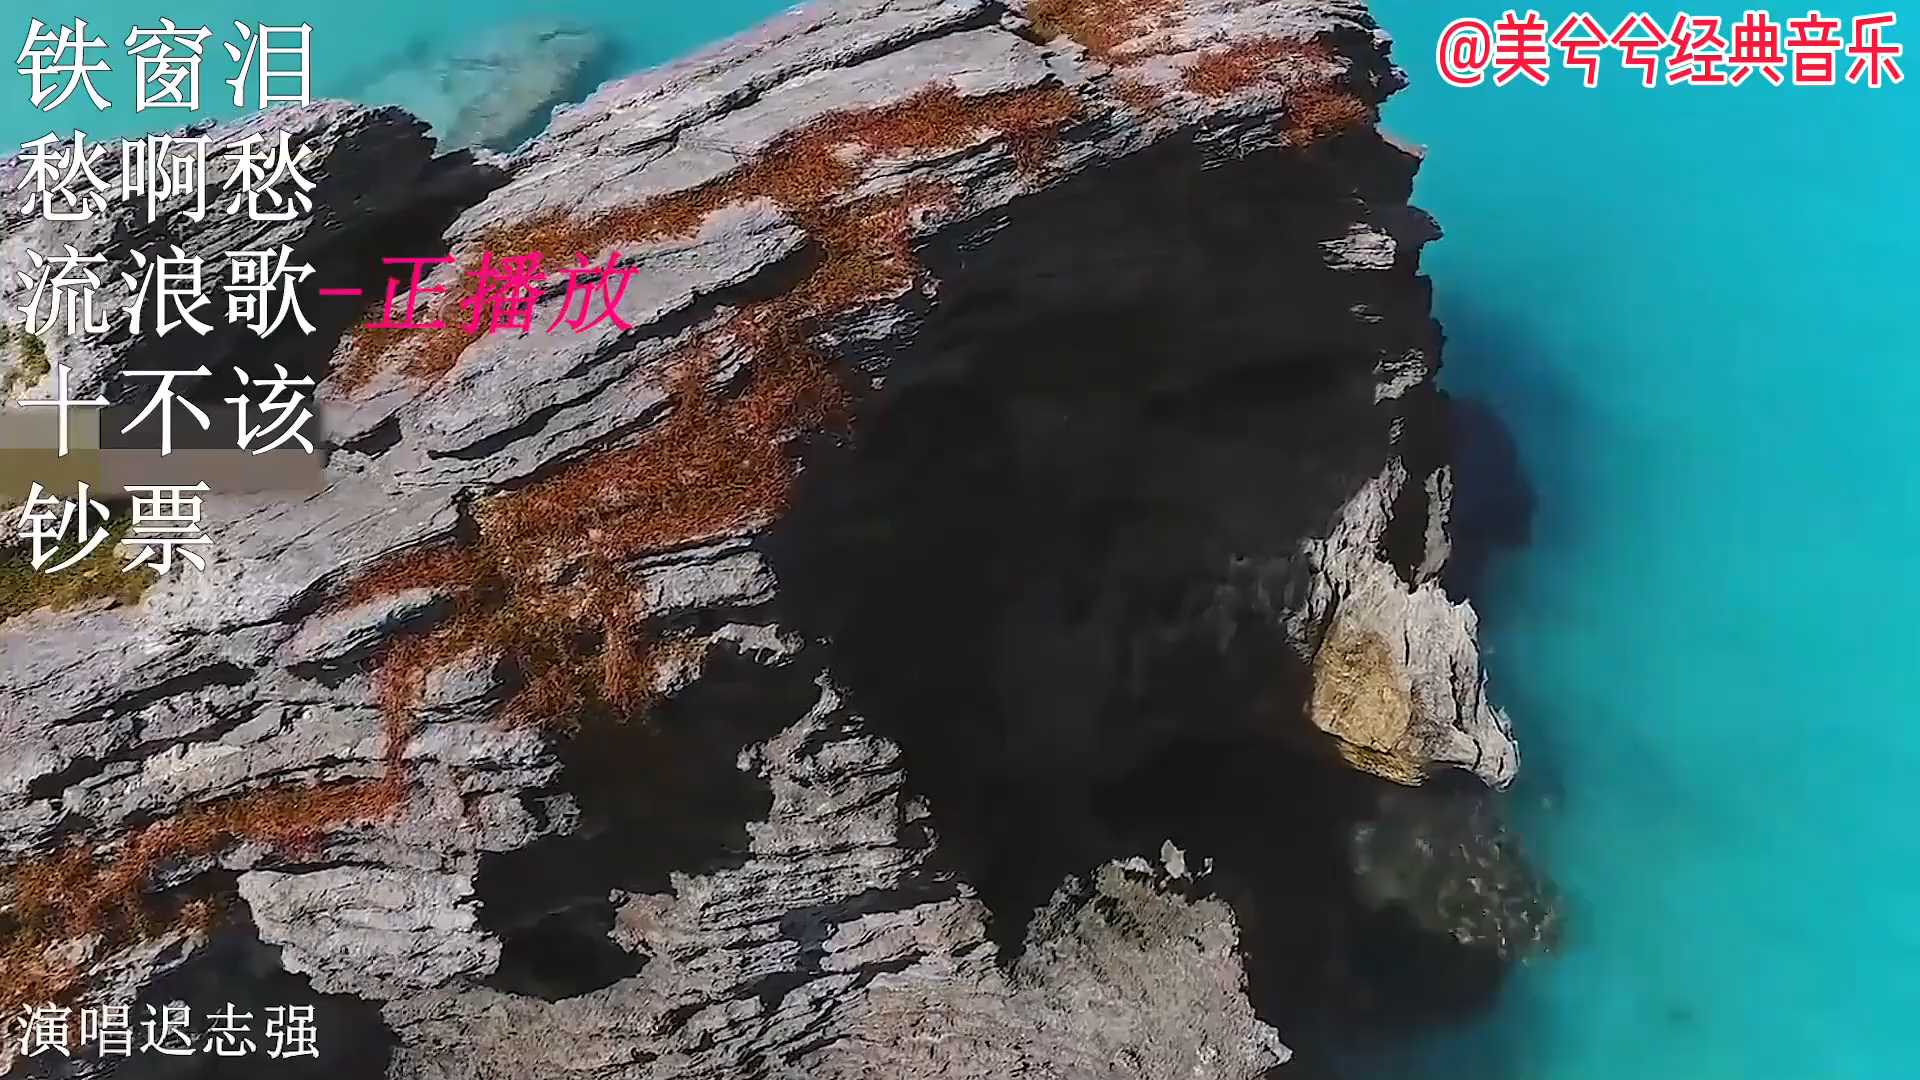 铁窗泪
@美兮兮经典音乐
愁啊愁
流浪歌-正播放
十不该
钞票
演唱迟志强